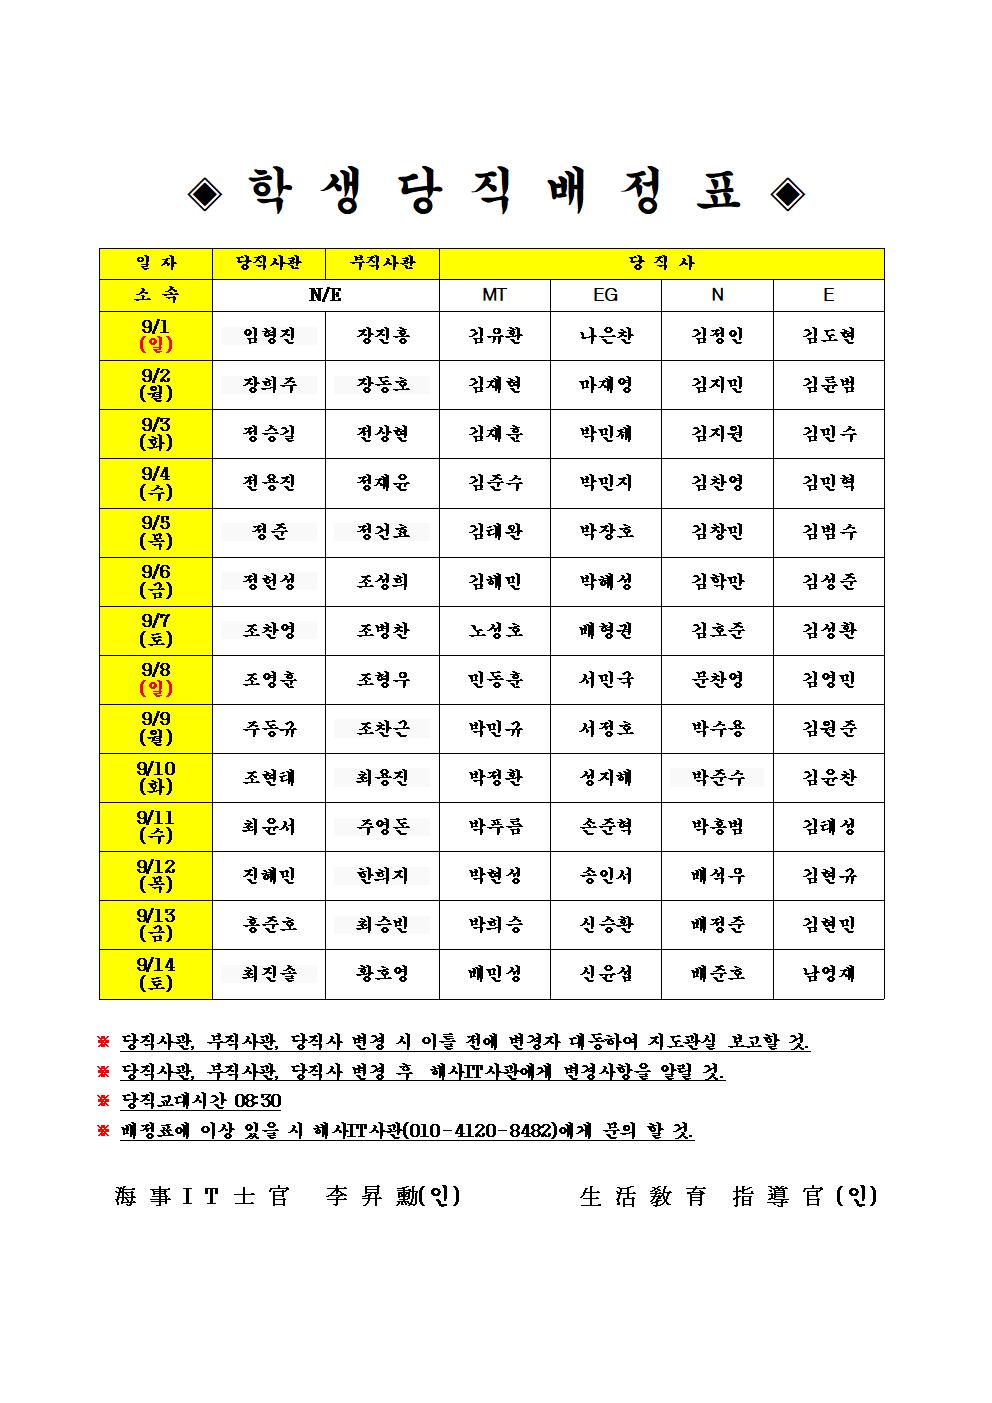 ◈ 학 생 당 직 배 정 표 ◈
일 자 당직사관 부직사관 당 직 사
소 속 N/E MT EG N E
9/1 (일) 임형진 장진홍 김유환 나은찬 김정인 김도현
9/2 (월) 장희주 장동호 김재현 마재영 김지민 김륜범
9/3 (화) 정승길 전상현 김재훈 박민제 김지원 김민수
9/4 (수) 전용진 정재윤 김준수 박민지 김찬영 김민혁
9/5 (목) 정준 정건효 김태완 박장호 김창민 김범수
9/6 (금) 정헌성 조성희 김해민 박혜성 김학만 김성준
9/7 (토) 조찬영 조병찬 노성호 배형권 김호준 김성환
9/8 (일) 조영훈 조형우 민동훈 서민국 문찬영 김영민
9/9 (월) 주동규 조찬근 박민규 서정호 박수용 김원준
9/10 (화) 조현태 최용진 박정환 성지해 박준수 김윤찬
9/11 (수) 최윤서 주영돈 박푸름 손준혁 박홍범 김태성
9/12 (목) 진혜민 한희지 박현성 송인서 배석우 김현규
9/13 (금) 홍준호 최승빈 박희승 신승환 배정준 김현민
9/14 (토) 최진솔 황호영 배민성 신윤섭 배준호 남영재
※ 당직사관, 부직사관, 당직사 변경 시 이틀 전에 변경자 대동하여 지도관실 보고할 것.
※ 당직사관, 부직사관, 당직사 변경 후 해사IT사관에게 변경사항을 알릴 것.
※ 당직교대시간 08:30
※ 배정표에 이상 있을 시 해사IT사관(010-4120-8482)에게 문의 할 것.
海 事 I T 士 官 李 昇 勳(인) 生 活 敎 育 指 導 官 (인)